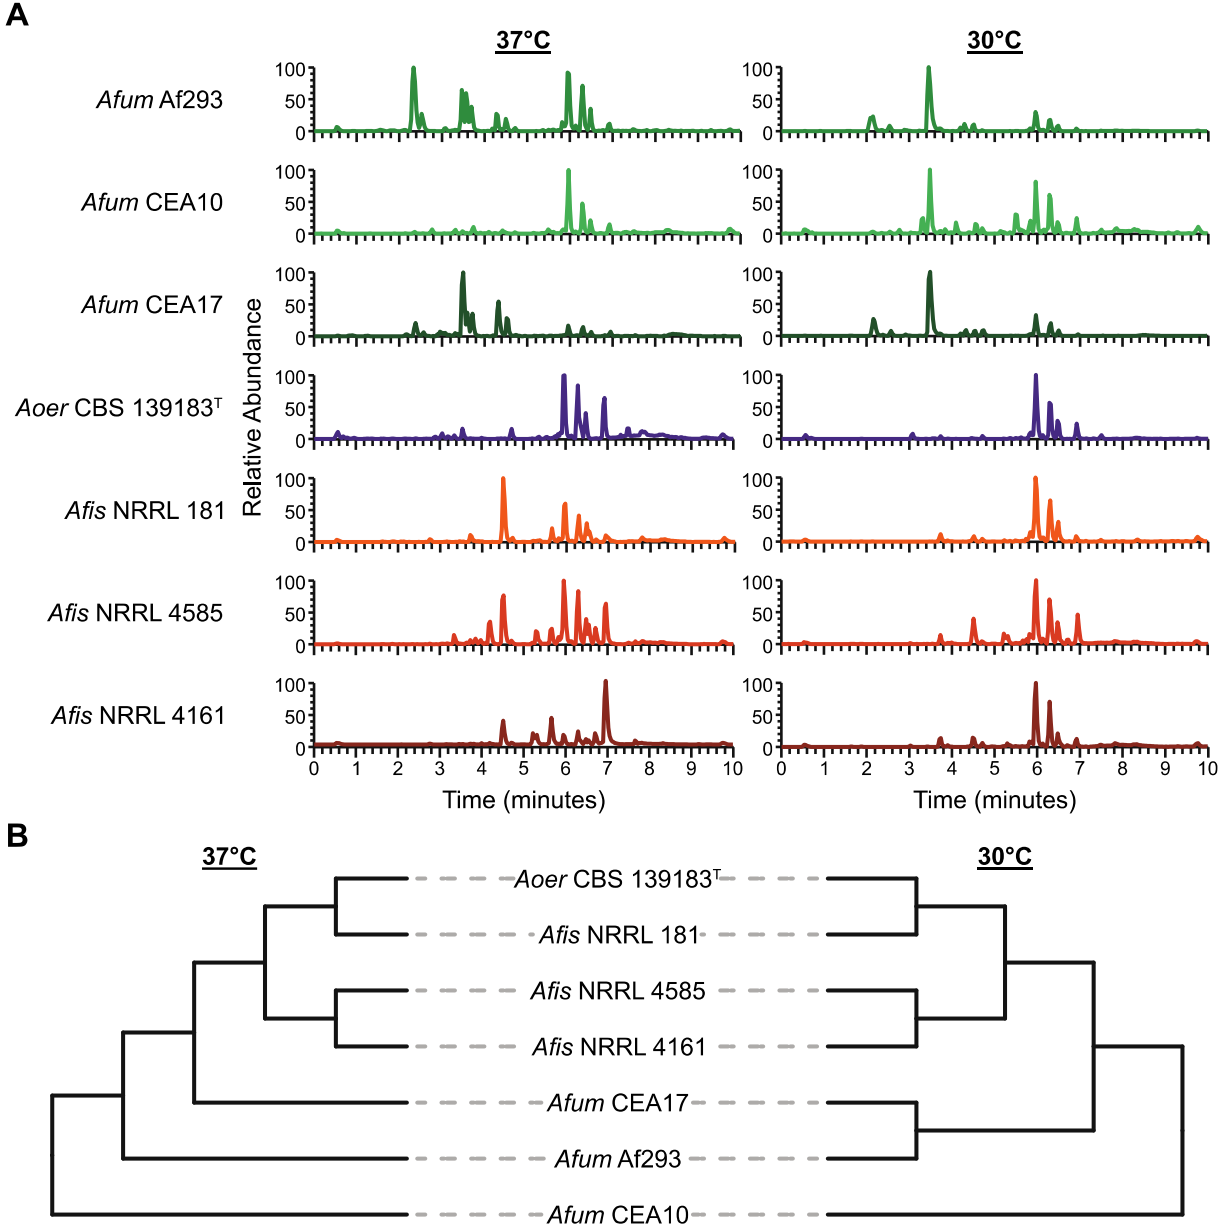 A
37°C 30°C
Afum Af293
100 50 0 100 50 0
Afum CEA10
100 50 0 100 50 0
Afum CEA17
100 50 0 100 50 0
Relative Abundance
Aoer CBS 139183ᵀ
100 50 0 100 50 0
Afis NRRL 181
100 50 0 100 50 0
Afis NRRL 4585
100 50 0 100 50 0
Afis NRRL 4161
100 50 0 100 50 0
0 1 2 3 4 5 6 7 8 9 10 0 1 2 3 4 5 6 7 8 9 10
Time (minutes) Time (minutes)
B
37°C 30°C
Aoer CBS 139183ᵀ
Afis NRRL 181
Afis NRRL 4585
Afis NRRL 4161
Afum CEA17
Afum Af293
Afum CEA10